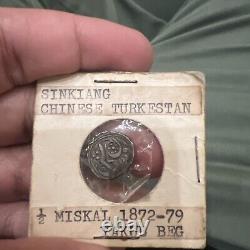 SINKIANG
CHINESE TURKESTAN
½ MISKAL 1872-79
YAKUB BEG